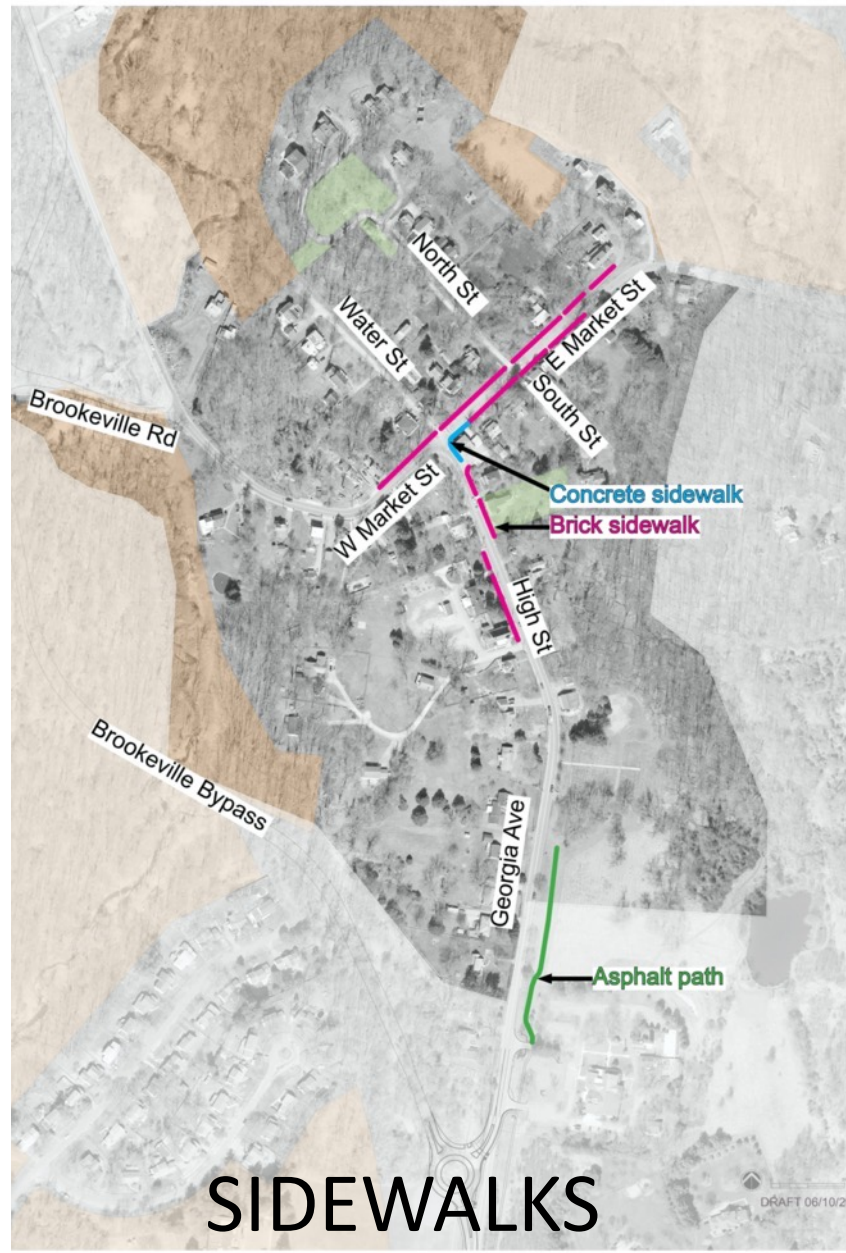 North St
Water St
E Market St
South St
Brookeville Rd
W Market St
Concrete sidewalk
Brick sidewalk
High St
Brookeville Bypass
Georgia Ave
Asphalt path
SIDEWALKS
DRAFT 06/10/2